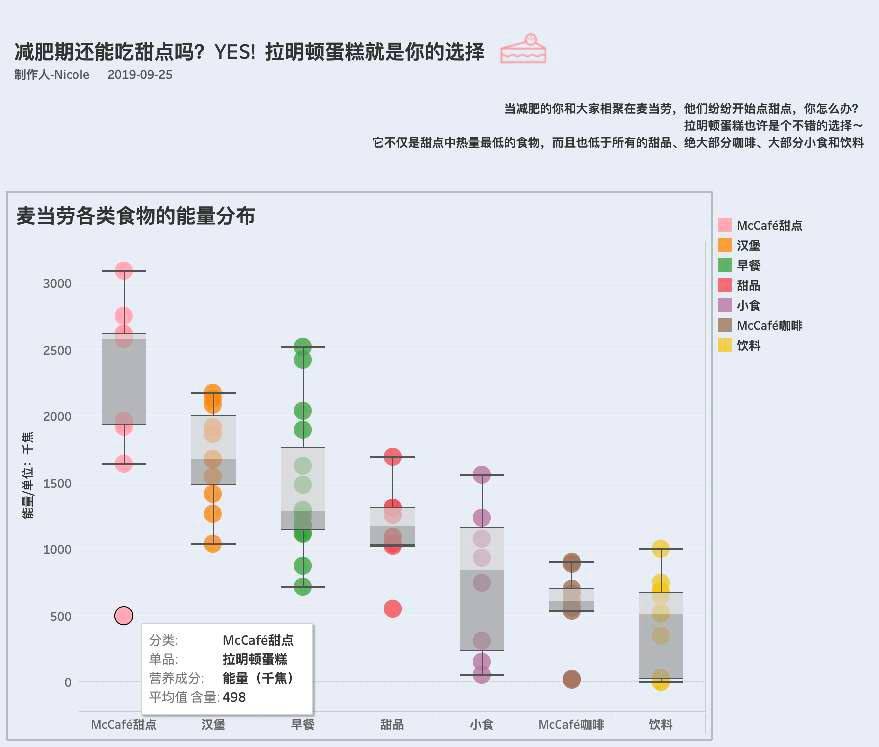 减肥期还能吃甜点吗？YES! 拉明顿蛋糕就是你的选择
制作人-Nicole 2019-09-25
当减肥的你和大家相聚在麦当劳，他们纷纷开始点甜点，你怎么办？
拉明顿蛋糕也许是个不错的选择～
它不仅是甜点中热量最低的食物，而且也低于所有的甜品、绝大部分咖啡、大部分小食和饮料
麦当劳各类食物的能量分布
McCafé甜点
汉堡
早餐
甜品
小食
McCafé咖啡
饮料
能量/单位：千焦
3000
2500
2000
1500
1000
500
0
分类: McCafé甜点
单品: 拉明顿蛋糕
营养成分: 能量（千焦）
平均值 含量: 498
McCafé甜点 汉堡 早餐 甜品 小食 McCafé咖啡 饮料